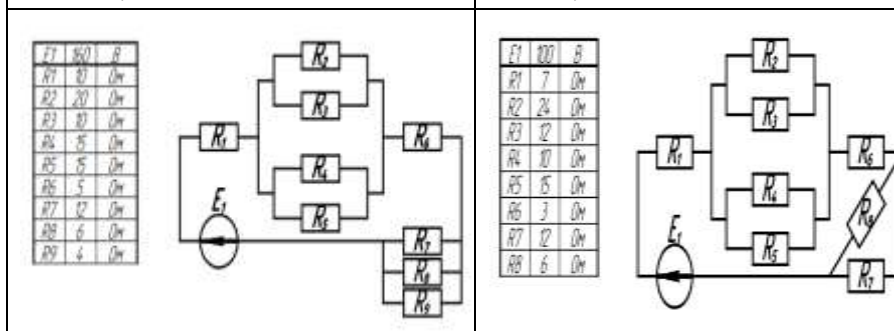 E1 160 В
R1 10 Ом
R2 20 Ом
R3 10 Ом
R4 15 Ом
R5 15 Ом
R6 5 Ом
R7 12 Ом
R8 6 Ом
R9 4 Ом
R2
R3
R1
R6
R4
E1
R5
R7
R8
R9
E1 100 В
R1 7 Ом
R2 24 Ом
R3 12 Ом
R4 10 Ом
R5 15 Ом
R6 3 Ом
R7 12 Ом
R8 6 Ом
R2
R3
R1
R6
R4
R8
E1
R5
R7